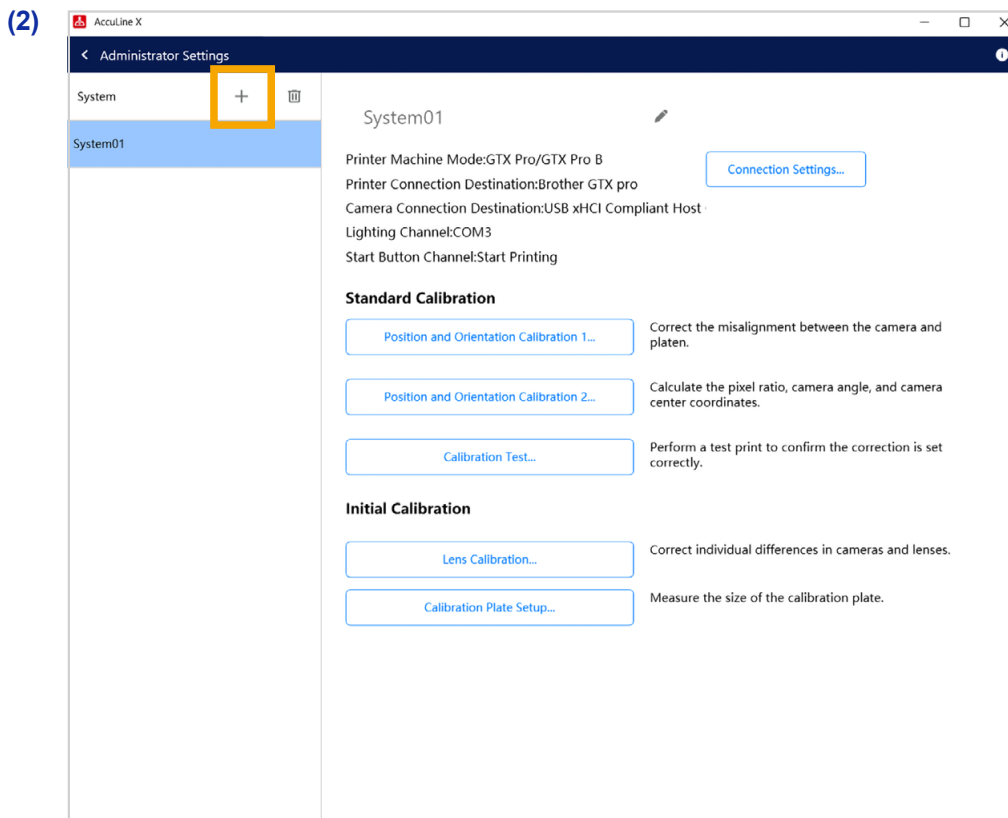 (2)
AccuLine X
Administrator Settings
System
System01
System01
Printer Machine Mode:GTX Pro/GTX Pro B
Connection Settings...
Printer Connection Destination:Brother GTX pro
Camera Connection Destination:USB xHCI Compliant Host
Lighting Channel:COM3
Start Button Channel:Start Printing
Standard Calibration
Position and Orientation Calibration 1...
Correct the misalignment between the camera and
platen.
Position and Orientation Calibration 2...
Calculate the pixel ratio, camera angle, and camera
center coordinates.
Calibration Test...
Perform a test print to confirm the correction is set
correctly.
Initial Calibration
Lens Calibration...
Correct individual differences in cameras and lenses.
Calibration Plate Setup...
Measure the size of the calibration plate.